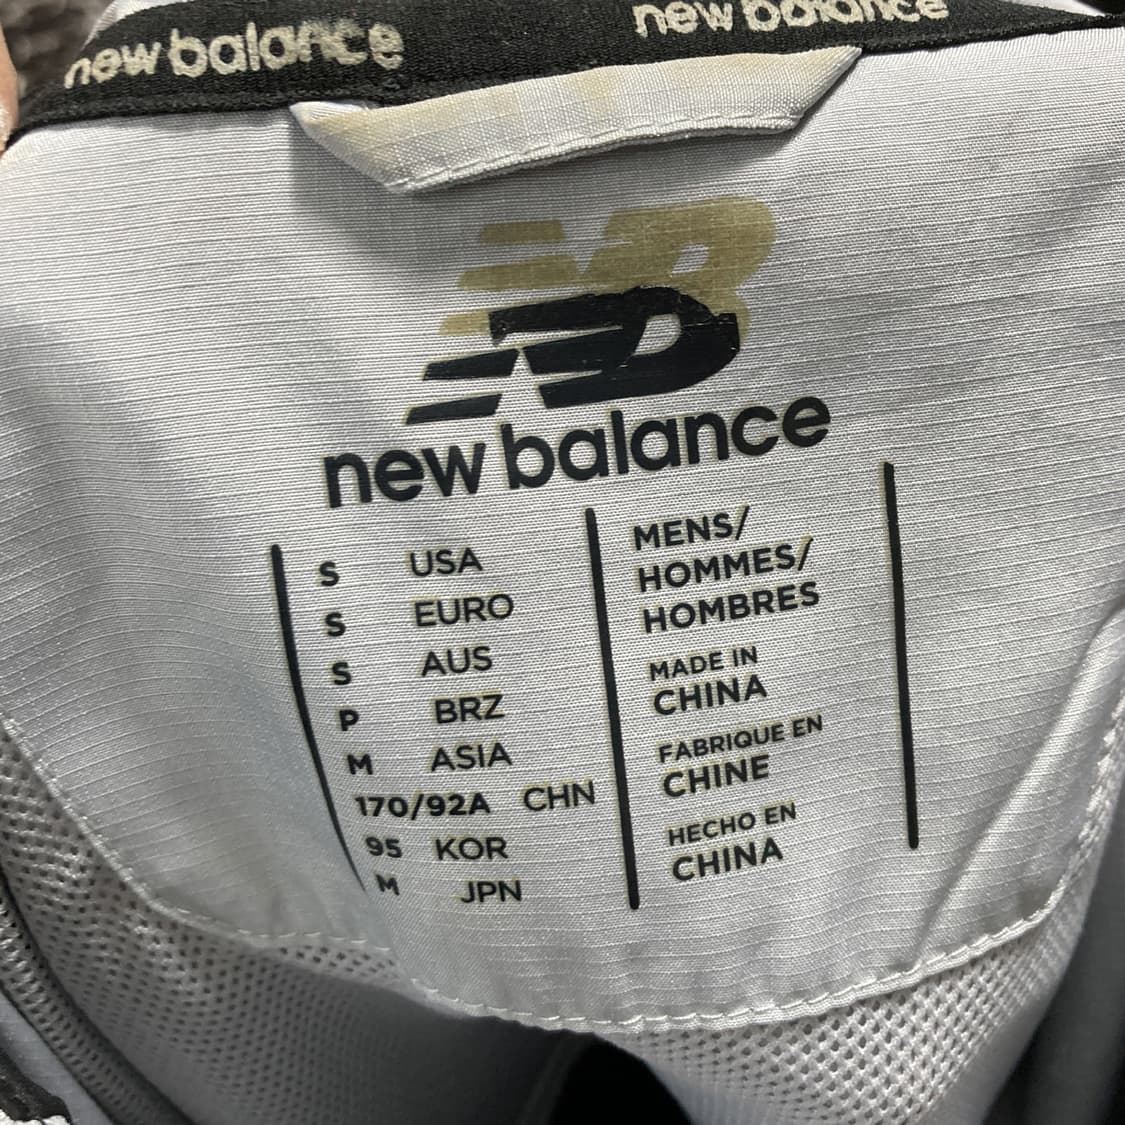 new balance new balance
NB
new balance
S USA
S EURO
S AUS
P BRZ
M ASIA
170/92A CHN
95 KOR
M JPN
MENS/
HOMMES/
HOMBRES
MADE IN
CHINA
FABRIQUE EN
CHINE
HECHO EN
CHINA